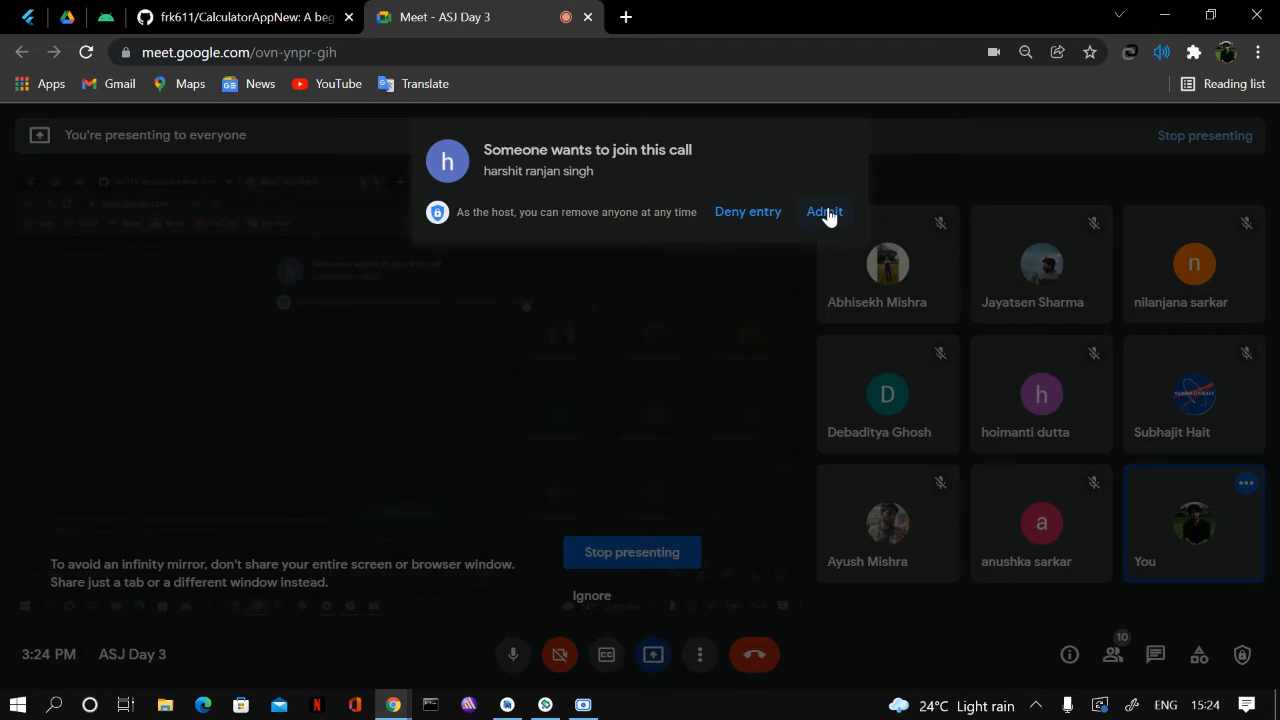 frk611/CalculatorAppNew: A beg
Meet - ASJ Day 3
meet.google.com/ovn-ynpr-gih
Apps
Gmail
Maps
News
YouTube
Translate
Reading list
You're presenting to everyone
Stop presenting
h
Someone wants to join this call
harshit ranjan singh
As the host, you can remove anyone at any time
Deny entry
Admit
Abhisekh Mishra
Jayatsen Sharma
n
nilanjana sarkar
D
Debaditya Ghosh
h
hoimanti dutta
SUBHAJIT HAIT
Subhajit Hait
Ayush Mishra
a
anushka sarkar
You
To avoid an infinity mirror, don't share your entire screen or browser window.
Share just a tab or a different window instead.
Stop presenting
Ignore
3:24 PM
ASJ Day 3
10
24°C Light rain
ENG
15:24